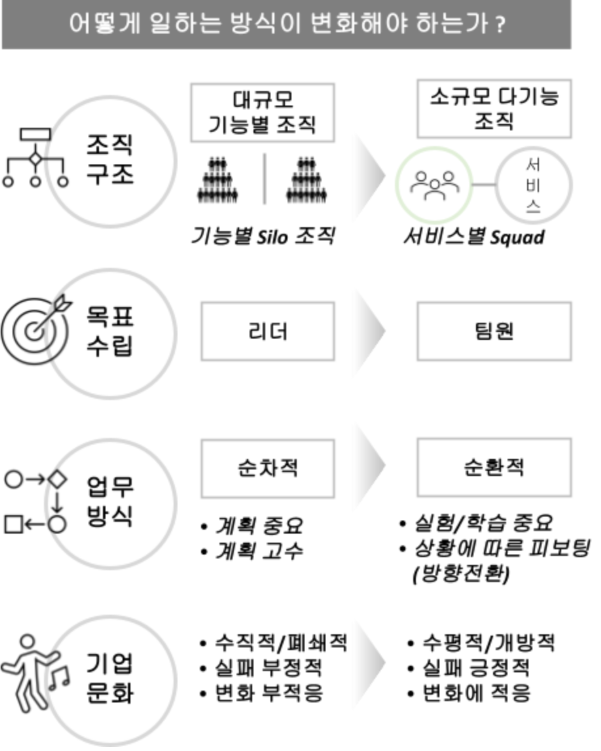 어떻게 일하는 방식이 변화해야 하는가 ?
조직
구조
대규모
기능별 조직
기능별 Silo 조직
소규모 다기능
조직
서
비
스
서비스별 Squad
목표
수립
리더
팀원
업무
방식
순차적
• 계획 중요
• 계획 고수
순환적
• 실험/학습 중요
• 상황에 따른 피보팅
(방향전환)
기업
문화
• 수직적/폐쇄적
• 실패 부정적
• 변화 부적응
• 수평적/개방적
• 실패 긍정적
• 변화에 적응